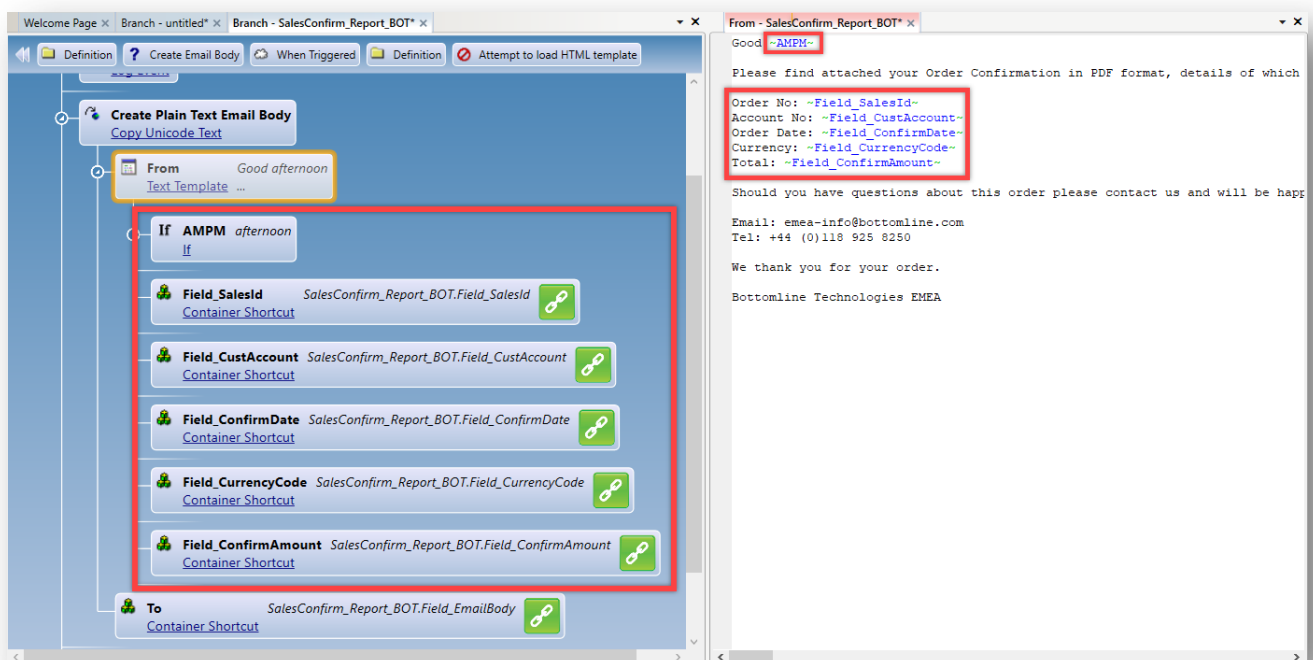 Welcome Page ×
Branch - untitled* ×
Branch - SalesConfirm_Report_BOT* ×
Definition
Create Email Body
When Triggered
Definition
Attempt to load HTML template
Log Event
Create Plain Text Email Body
Copy Unicode Text
From Good afternoon
Text Template ...
If AMPM afternoon
If
Field_SalesId SalesConfirm_Report_BOT.Field_SalesId
Container Shortcut
Field_CustAccount SalesConfirm_Report_BOT.Field_CustAccount
Container Shortcut
Field_ConfirmDate SalesConfirm_Report_BOT.Field_ConfirmDate
Container Shortcut
Field_CurrencyCode SalesConfirm_Report_BOT.Field_CurrencyCode
Container Shortcut
Field_ConfirmAmount SalesConfirm_Report_BOT.Field_ConfirmAmount
Container Shortcut
To SalesConfirm_Report_BOT.Field_EmailBody
Container Shortcut
From - SalesConfirm_Report_BOT* ×
Good ~AMPM~
Please find attached your Order Confirmation in PDF format, details of which
Order No: ~Field_SalesId~
Account No: ~Field_CustAccount~
Order Date: ~Field_ConfirmDate~
Currency: ~Field_CurrencyCode~
Total: ~Field_ConfirmAmount~
Should you have questions about this order please contact us and will be happ
Email: emea-info@bottomline.com
Tel: +44 (0)118 925 8250
We thank you for your order.
Bottomline Technologies EMEA